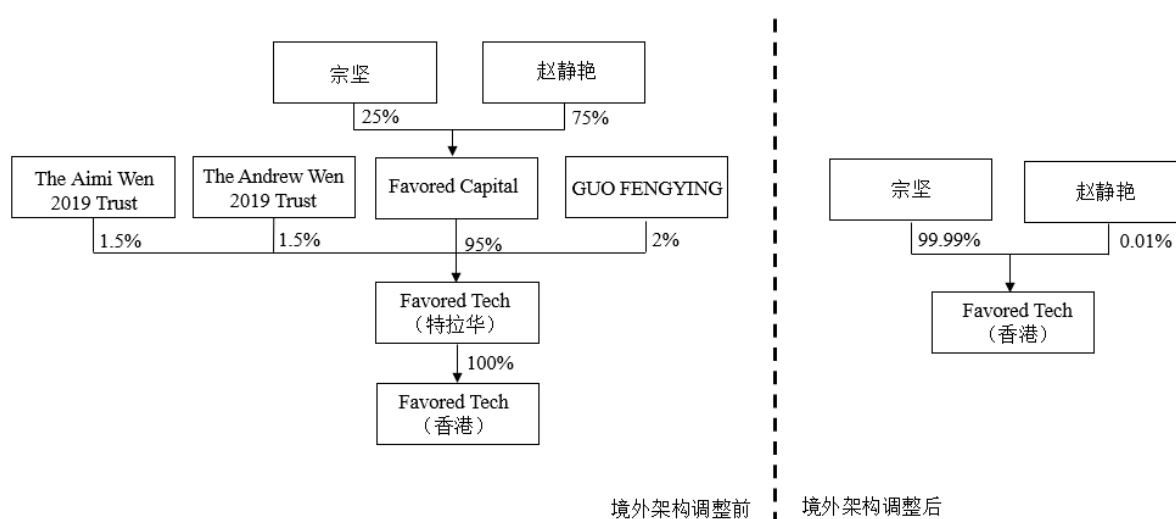 宗坚
赵静艳
25%
75%
The Aimi Wen
2019 Trust
The Andrew Wen
2019 Trust
Favored Capital
GUO FENGYING
1.5%
1.5%
95%
2%
Favored Tech
（特拉华）
100%
Favored Tech
（香港）
境外架构调整前
宗坚
赵静艳
99.99%
0.01%
Favored Tech
（香港）
境外架构调整后